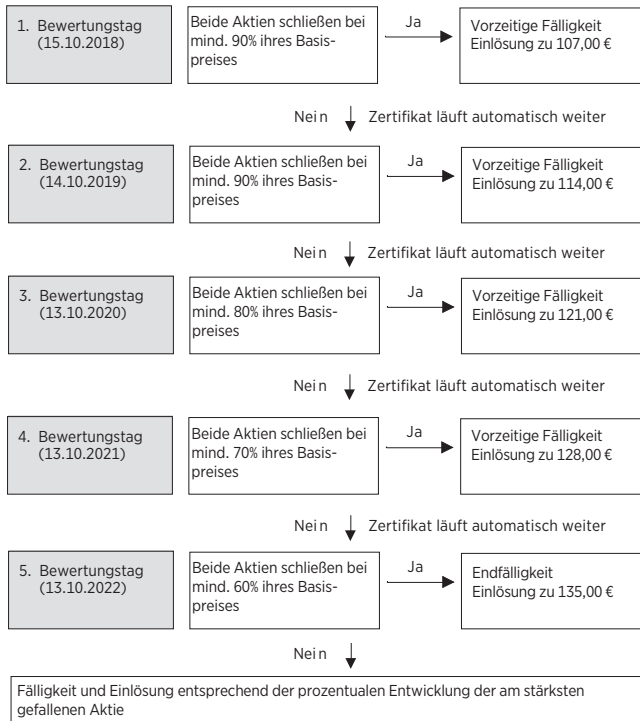 1. Bewertungstag
(15.10.2018)
Beide Aktien schließen bei
mind. 90% ihres Basis-
preises
Ja
Vorzeitige Fälligkeit
Einlösung zu 107,00 €
Nein Zertifikat läuft automatisch weiter
2. Bewertungstag
(14.10.2019)
Beide Aktien schließen bei
mind. 90% ihres Basis-
preises
Ja
Vorzeitige Fälligkeit
Einlösung zu 114,00 €
Nein Zertifikat läuft automatisch weiter
3. Bewertungstag
(13.10.2020)
Beide Aktien schließen bei
mind. 80% ihres Basis-
preises
Ja
Vorzeitige Fälligkeit
Einlösung zu 121,00 €
Nein Zertifikat läuft automatisch weiter
4. Bewertungstag
(13.10.2021)
Beide Aktien schließen bei
mind. 70% ihres Basis-
preises
Ja
Vorzeitige Fälligkeit
Einlösung zu 128,00 €
Nein Zertifikat läuft automatisch weiter
5. Bewertungstag
(13.10.2022)
Beide Aktien schließen bei
mind. 60% ihres Basis-
preises
Ja
Endfälligkeit
Einlösung zu 135,00 €
Nein
Fälligkeit und Einlösung entsprechend der prozentualen Entwicklung der am stärksten
gefallenen Aktie